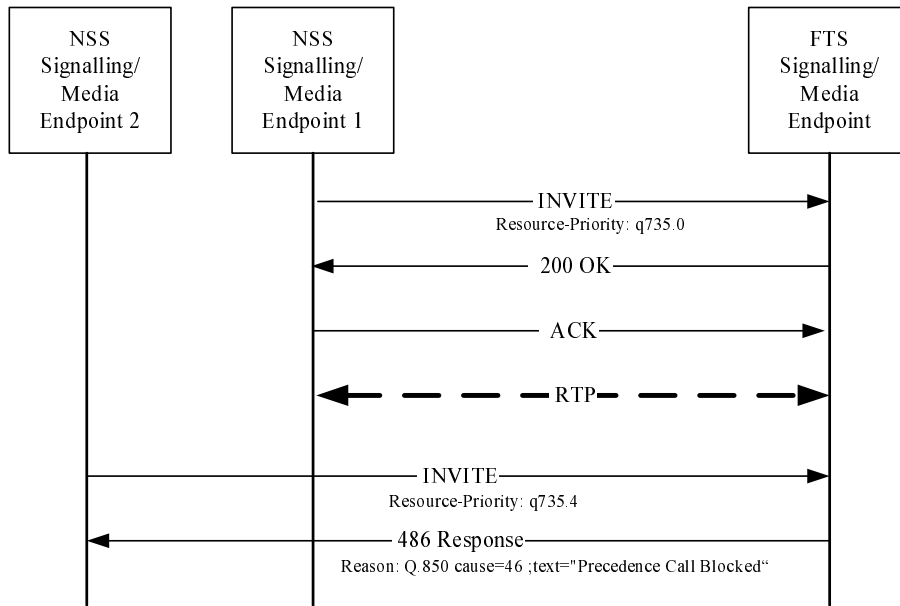 NSS
Signalling/
Media
Endpoint 2
NSS
Signalling/
Media
Endpoint 1
FTS
Signalling/
Media
Endpoint
INVITE
Resource-Priority: q735.0
200 OK
ACK
RTP
INVITE
Resource-Priority: q735.4
486 Response
Reason: Q.850 cause=46 ;text="Precedence Call Blocked“